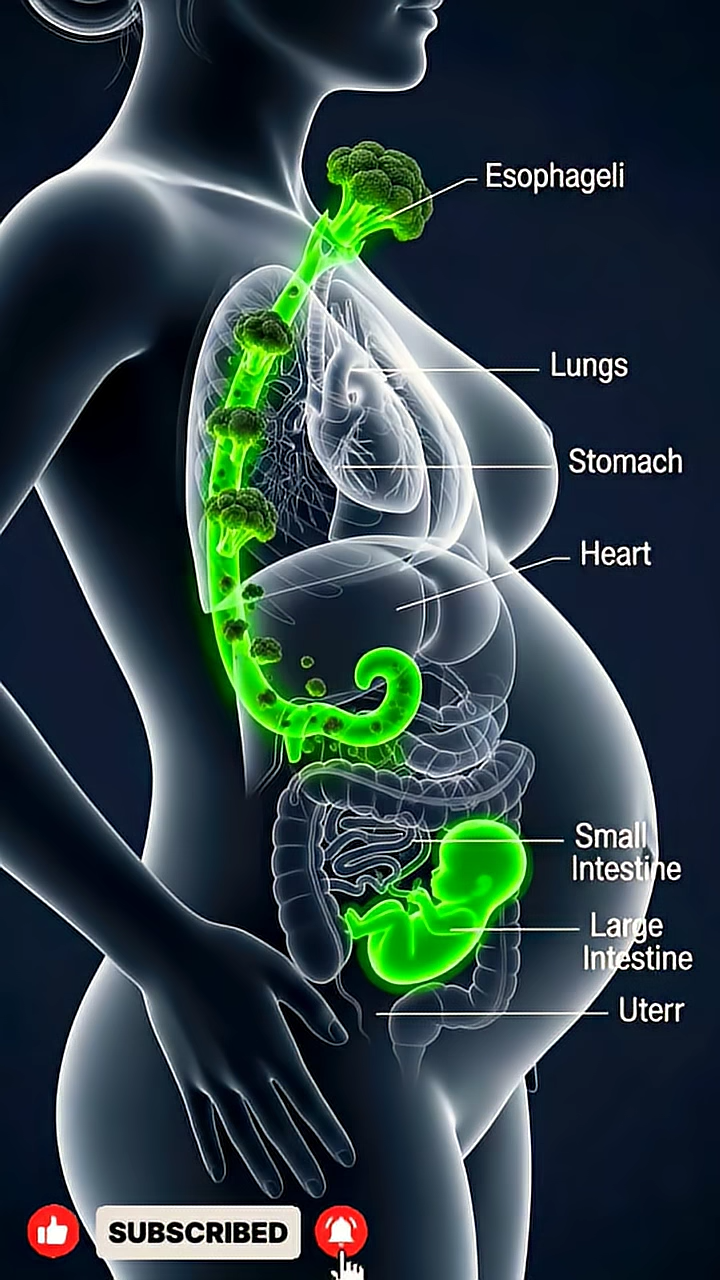 Esophageli
Lungs
Stomach
Heart
Small
Intestine
Large
Intestine
Uterr
SUBSCRIBED